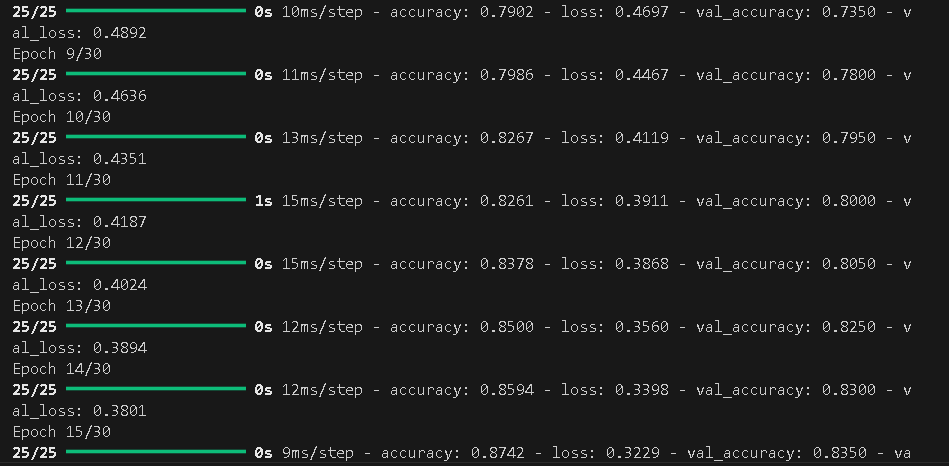 25/25 0s 10ms/step - accuracy: 0.7902 - loss: 0.4697 - val_accuracy: 0.7350 - v
al_loss: 0.4892
Epoch 9/30
25/25 0s 11ms/step - accuracy: 0.7986 - loss: 0.4467 - val_accuracy: 0.7800 - v
al_loss: 0.4636
Epoch 10/30
25/25 0s 13ms/step - accuracy: 0.8267 - loss: 0.4119 - val_accuracy: 0.7950 - v
al_loss: 0.4351
Epoch 11/30
25/25 1s 15ms/step - accuracy: 0.8261 - loss: 0.3911 - val_accuracy: 0.8000 - v
al_loss: 0.4187
Epoch 12/30
25/25 0s 15ms/step - accuracy: 0.8378 - loss: 0.3868 - val_accuracy: 0.8050 - v
al_loss: 0.4024
Epoch 13/30
25/25 0s 12ms/step - accuracy: 0.8500 - loss: 0.3560 - val_accuracy: 0.8250 - v
al_loss: 0.3894
Epoch 14/30
25/25 0s 12ms/step - accuracy: 0.8594 - loss: 0.3398 - val_accuracy: 0.8300 - v
al_loss: 0.3801
Epoch 15/30
25/25 0s 9ms/step - accuracy: 0.8742 - loss: 0.3229 - val_accuracy: 0.8350 - va